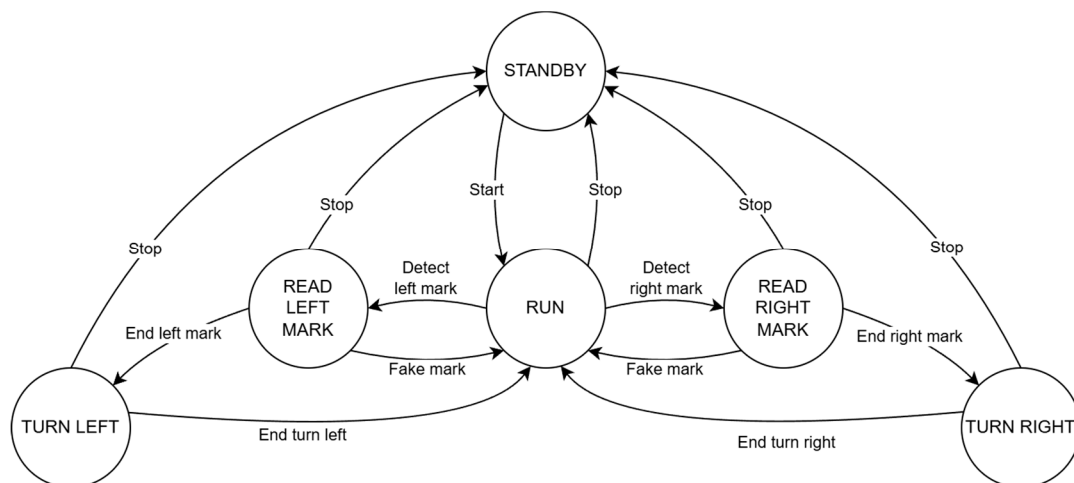 STANDBY
Start
Stop
Stop
Stop
Stop
Stop
Detect
left mark
Detect
right mark
READ
LEFT
MARK
RUN
READ
RIGHT
MARK
End left mark
End right mark
Fake mark
Fake mark
TURN LEFT
TURN RIGHT
End turn left
End turn right